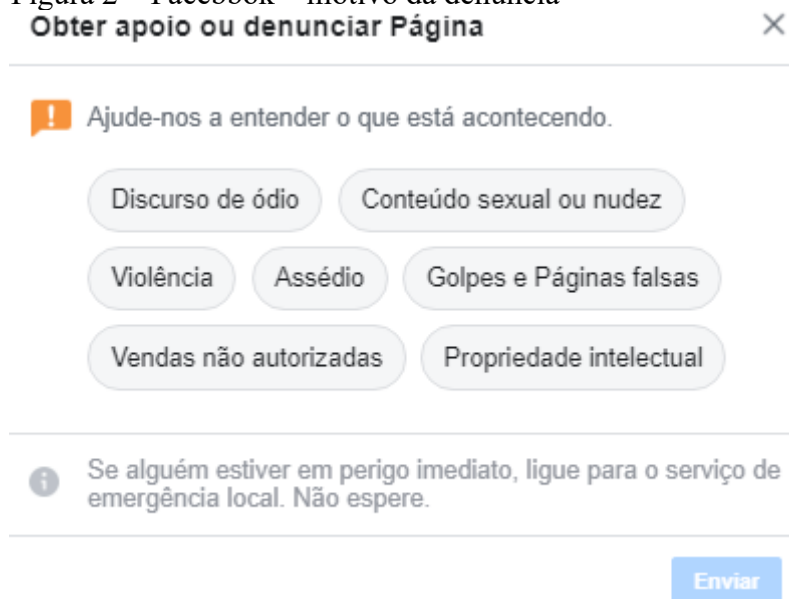 Figura 2 – Facebbok – motivo da denúncia
Obter apoio ou denunciar Página
Ajude-nos a entender o que está acontecendo.
Discurso de ódio Conteúdo sexual ou nudez
Violência Assédio Golpes e Páginas falsas
Vendas não autorizadas Propriedade intelectual
Se alguém estiver em perigo imediato, ligue para o serviço de
emergência local. Não espere.
Enviar